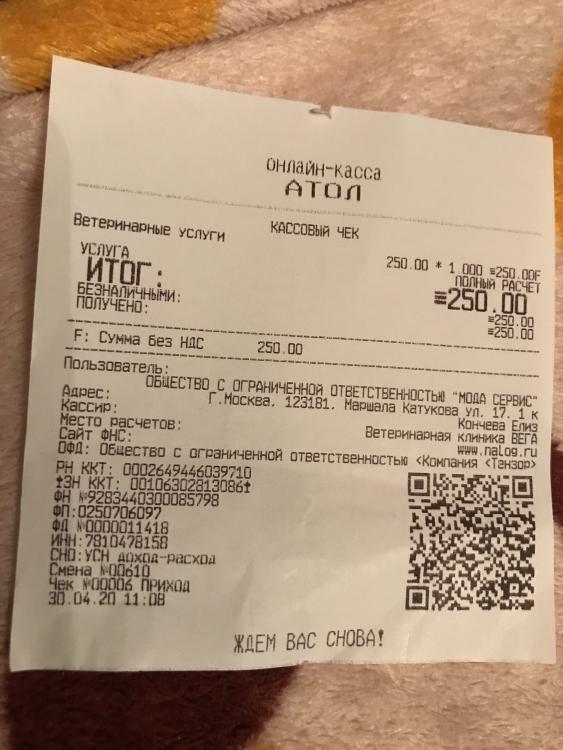 ОНЛАЙН-КАССА
АТОЛ
КАССОВЫЙ ЧЕК
Ветеринарные услуги
250.00 * 1.000 ≡250.00F
УСЛУГА ПОЛНЫЙ РАСЧЕТ
ИТОГ: ≡250.00
БЕЗНАЛИЧНЫМИ: ≡250.00
ПОЛУЧЕНО: ≡250.00
F: Сумма без НДС 250.00
Пользователь:
ОБЩЕСТВО С ОГРАНИЧЕННОЙ ОТВЕТСТВЕННОСТЬЮ "МОДА СЕРВИС"
Адрес: Г.Москва, 123181, Маршала Катукова ул, 17, 1 к
Кассир: Кончева Елиз
Место расчетов: Ветеринарная клиника ВЕГА
Сайт ФНС: www.nalog.ru
ОФД: Общество с ограниченной ответственностью <Компания <Тензор>
РН ККТ: 0002649446039710
ЗН ККТ: 00106302813086
ФН №9283440300085798
ФП:0250706097
ФД №0000011418
ИНН:7810478158
СНО:УСН доход-расход
Смена №00610
Чек №00006 ПРИХОД
30.04.20 11:08
ЖДЕМ ВАС СНОВА!